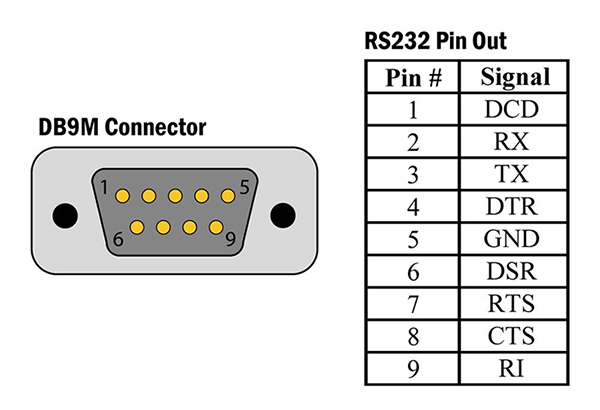 DB9M Connector
1 5
6 9
RS232 Pin Out
Pin # Signal
1 DCD
2 RX
3 TX
4 DTR
5 GND
6 DSR
7 RTS
8 CTS
9 RI